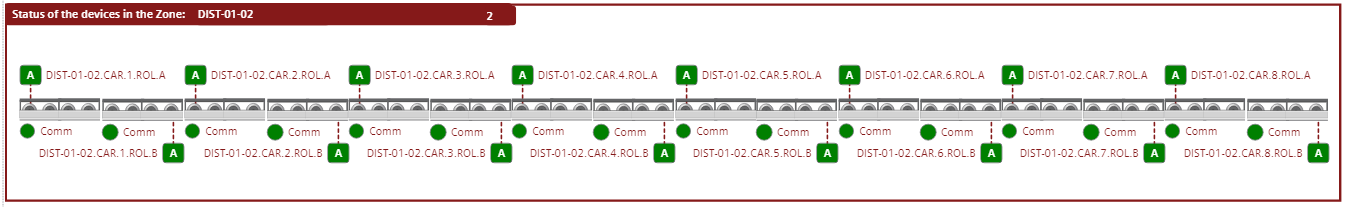 Status of the devices in the Zone: DIST-01-02 2
A DIST-01-02.CAR.1.ROL.A A DIST-01-02.CAR.2.ROL.A A DIST-01-02.CAR.3.ROL.A A DIST-01-02.CAR.4.ROL.A A DIST-01-02.CAR.5.ROL.A A DIST-01-02.CAR.6.ROL.A A DIST-01-02.CAR.7.ROL.A A DIST-01-02.CAR.8.ROL.A
Comm Comm Comm Comm Comm Comm Comm Comm Comm Comm Comm Comm Comm Comm Comm Comm
DIST-01-02.CAR.1.ROL.B A DIST-01-02.CAR.2.ROL.B A DIST-01-02.CAR.3.ROL.B A DIST-01-02.CAR.4.ROL.B A DIST-01-02.CAR.5.ROL.B A DIST-01-02.CAR.6.ROL.B A DIST-01-02.CAR.7.ROL.B A DIST-01-02.CAR.8.ROL.B A